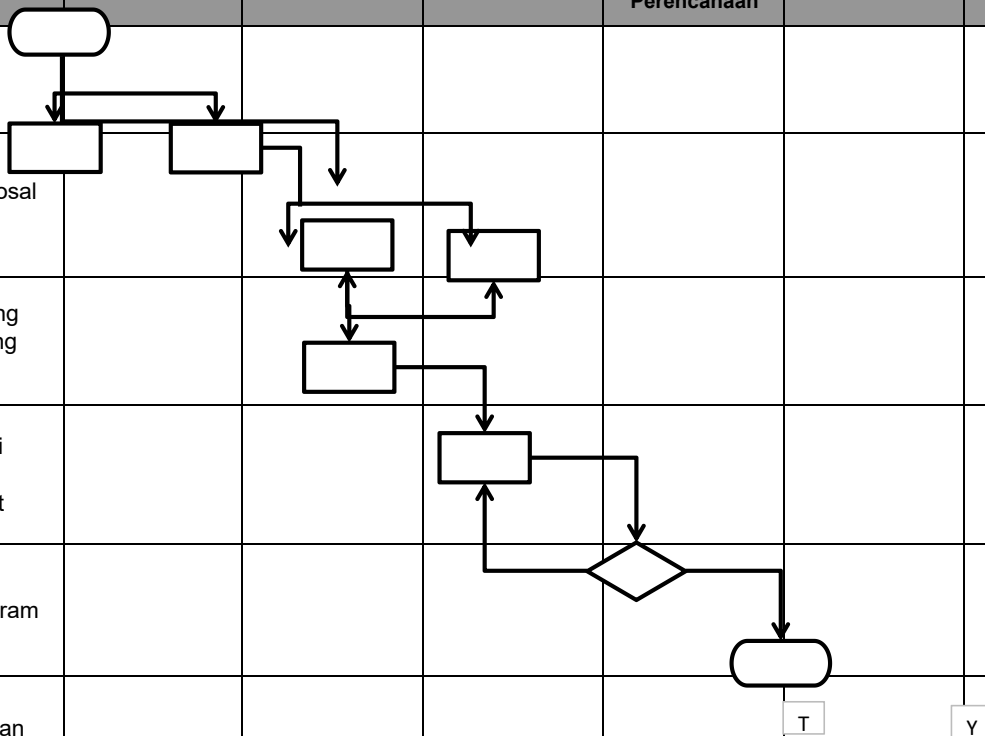 Perencanaan
osal
ng
ng
i
t
ram
an
T
Y